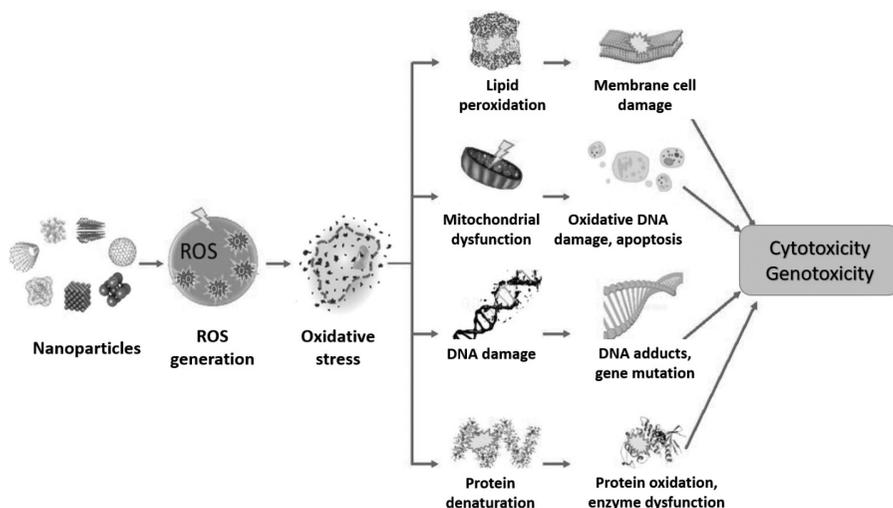 Nanoparticles
ROS
ROS
generation
Oxidative
stress
Lipid
peroxidation
Membrane cell
damage
Mitochondrial
dysfunction
Oxidative DNA
damage, apoptosis
DNA damage
DNA adducts,
gene mutation
Protein
denaturation
Protein oxidation,
enzyme dysfunction
Cytotoxicity
Genotoxicity